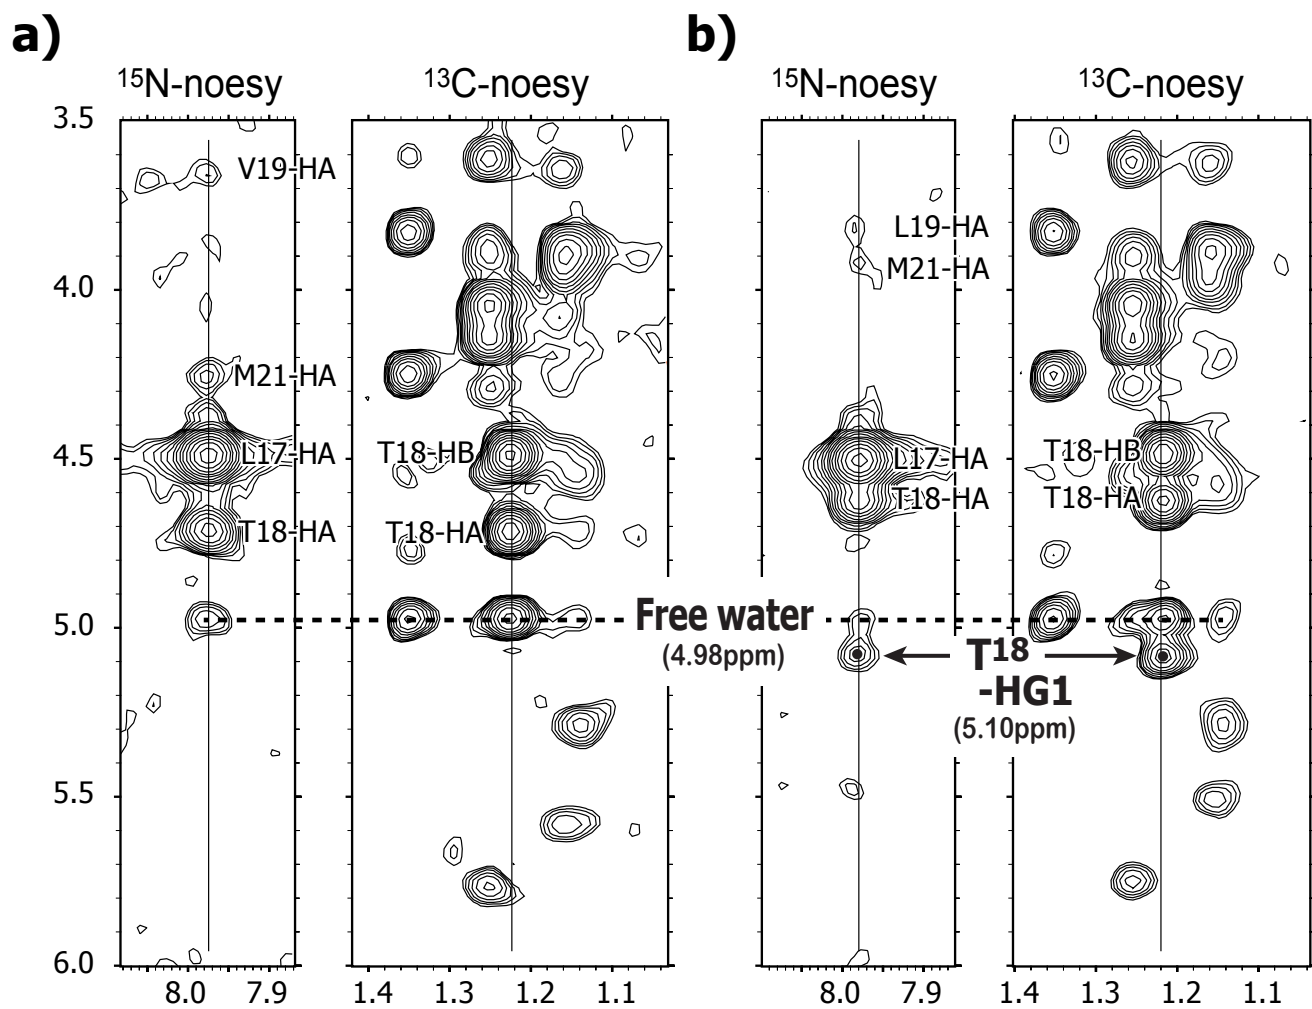 a)
b)
15N-noesy
13C-noesy
15N-noesy
13C-noesy
3.5
V19-HA
L19-HA
M21-HA
4.0
M21-HA
4.5
L17-HA
T18-HB
L17-HA
T18-HB
T18-HA
T18-HA
T18-HA
T18-HA
5.0
Free water
(4.98ppm)
T18
-HG1
(5.10ppm)
5.5
6.0
8.0 7.9
1.4 1.3 1.2 1.1
8.0 7.9
1.4 1.3 1.2 1.1